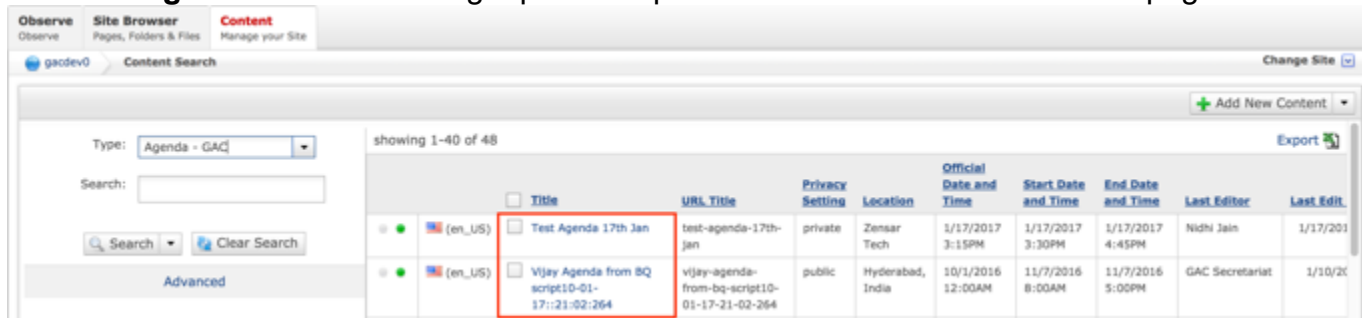 Observe Site Browser Content
Observe Pages, Folders & Files Manage your Site
gacdev0 Content Search Change Site
Add New Content
Type: Agenda - GAC showing 1-40 of 48 Export
Search:
Title URL Title Privacy Setting Location Official Date and Time Start Date and Time End Date and Time Last Editor Last Edit
(en_US) Test Agenda 17th Jan test-agenda-17th-jan private Zensar Tech 1/17/2017 3:15PM 1/17/2017 3:30PM 1/17/2017 4:45PM Nidhi Jain 1/17/201
Search Clear Search
Advanced
(en_US) Vijay Agenda from BQ script10-01-17::21:02:264 vijay-agenda-from-bq-script10-01-17-21-02-264 public Hyderabad, India 10/1/2016 12:00AM 11/7/2016 8:00AM 11/7/2016 5:00PM GAC Secretariat 1/10/20